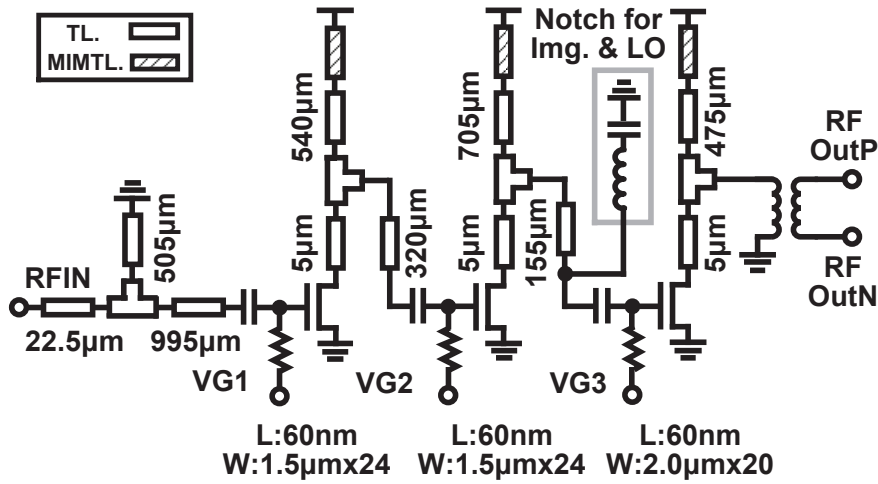 TL.
MIMTL.
Notch for
Img. & LO
540µm
705µm
475µm
RF
OutP
505µm
5µm
320µm
5µm
155µm
5µm
RFIN
RF
OutN
22.5µm
995µm
VG1
VG2
VG3
L:60nm
W:1.5µmx24
L:60nm
W:1.5µmx24
L:60nm
W:2.0µmx20